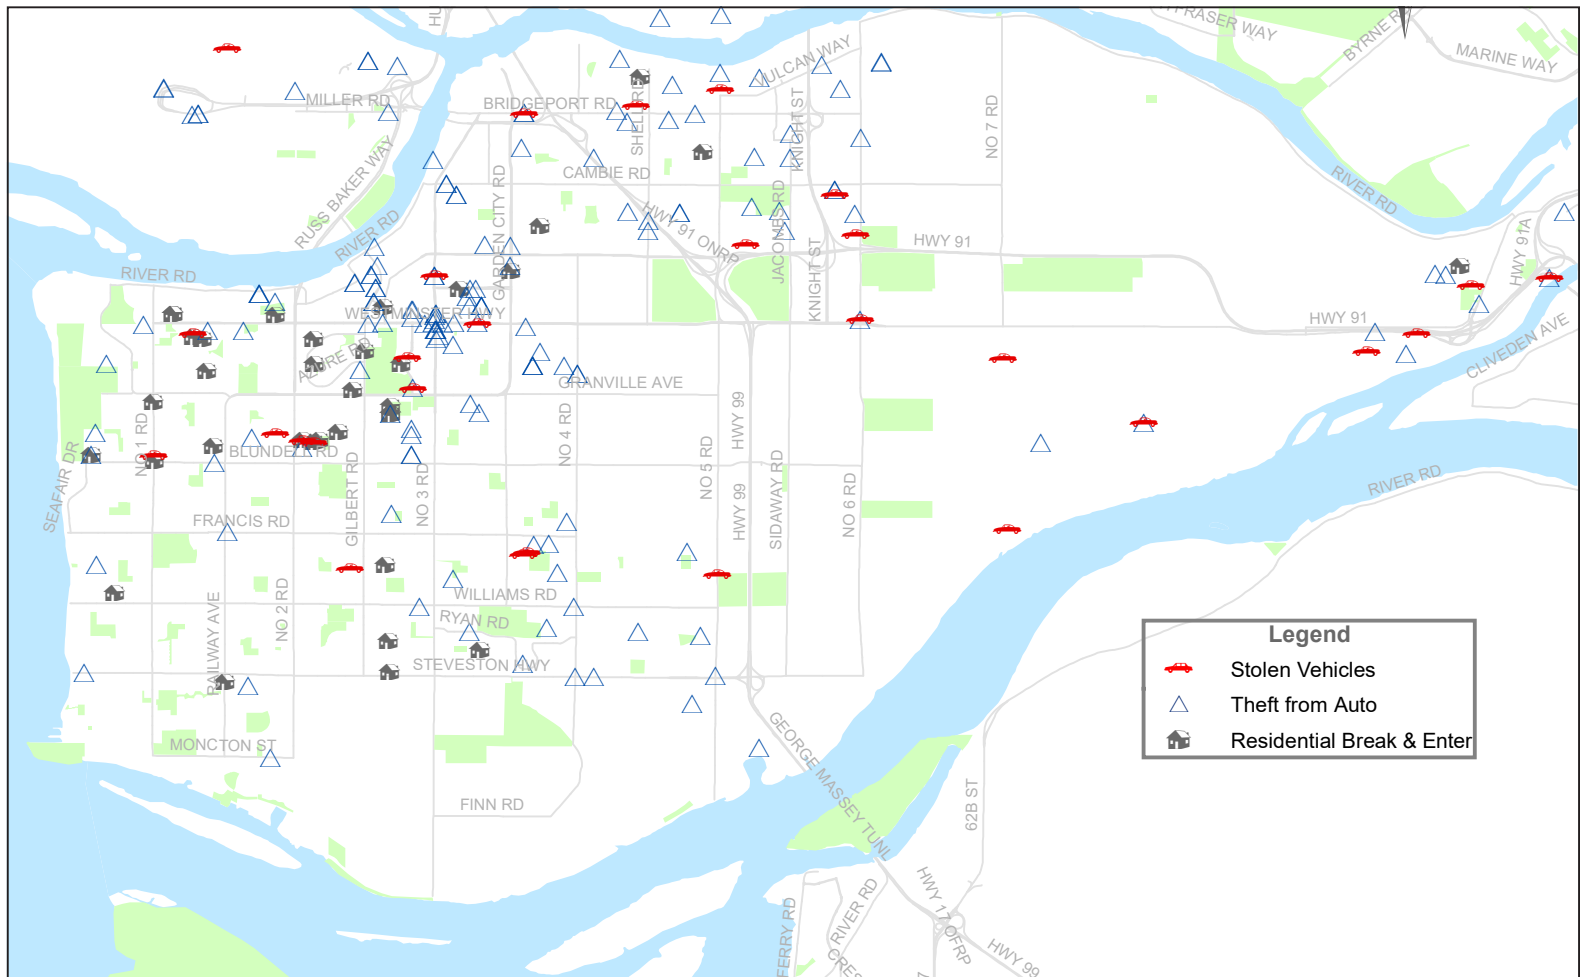 HU
FRASER WAY
BYRNE R
MARINE WAY
VULCAN WAY
MILLER RD
BRIDGEPORT RD
SHELL RD
KNIGHT ST
NO 7 RD
RUSS BAKER WAY
CAMBIE RD
GARDEN CITY RD
RIVER RD
RIVER RD
HWY 91 ONRP
JACOMBS RD
KNIGHT ST
HWY 91
HWY 91A
RIVER RD
WESTMINSTER HWY
HWY 91
CLIVEDEN AVE
AZURE RD
GRANVILLE AVE
NO 1 RD
NO 4 RD
HWY 99
SEAFAIR DR
BLUNDELL RD
GILBERT RD
NO 3 RD
NO 5 RD
HWY 99
SIDAWAY RD
NO 6 RD
RIVER RD
FRANCIS RD
NO 2 RD
RAILWAY AVE
WILLIAMS RD
RYAN RD
STEVESTON HWY
Legend
Stolen Vehicles
Theft from Auto
Residential Break & Enter
MONCTON ST
GEORGE MASSEY TUNL
62B ST
FINN RD
HWY 17 OFRP
RIVER RD
FERRY RD
CRES
HWY 99